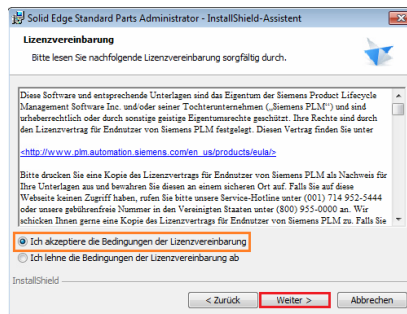 Solid Edge Standard Parts Administrator - InstallShield-Assistent
Lizenzvereinbarung
Bitte lesen Sie nachfolgende Lizenzvereinbarung sorgfältig durch.
Diese Software und entsprechende Unterlagen sind das Eigentum der Siemens Product Lifecycle
Management Software Inc. und/oder seiner Tochterunternehmen („Siemens PLM“) und sind
urheberrechtlich oder durch sonstige geistige Eigentumsrechte geschützt. Ihre Rechte sind durch
den Lizenzvertrag für Endnutzer von Siemens PLM festgelegt. Diesen Vertrag finden Sie unter
<http://www.plm.automation.siemens.com/en_us/products/eula/>
Bitte drucken Sie eine Kopie des Lizenzvertrags für Endnutzer von Siemens PLM als Nachweis für
Ihre Unterlagen aus und bewahren Sie diesen an einem sicheren Ort auf. Falls Sie auf diese
Webseite keinen Zugriff haben, rufen Sie bitte unsere Service-Hotline unter (001) 714 952-5444
oder unsere gebührenfreie Nummer in den Vereinigten Staaten unter (800) 955-0000 an. Wir
schicken Ihnen gerne eine Kopie des Lizenzvertrags für Endnutzer von Siemens PLM zu. Falls Sie
Ich akzeptiere die Bedingungen der Lizenzvereinbarung
Ich lehne die Bedingungen der Lizenzvereinbarung ab
InstallShield
< Zurück Weiter > Abbrechen